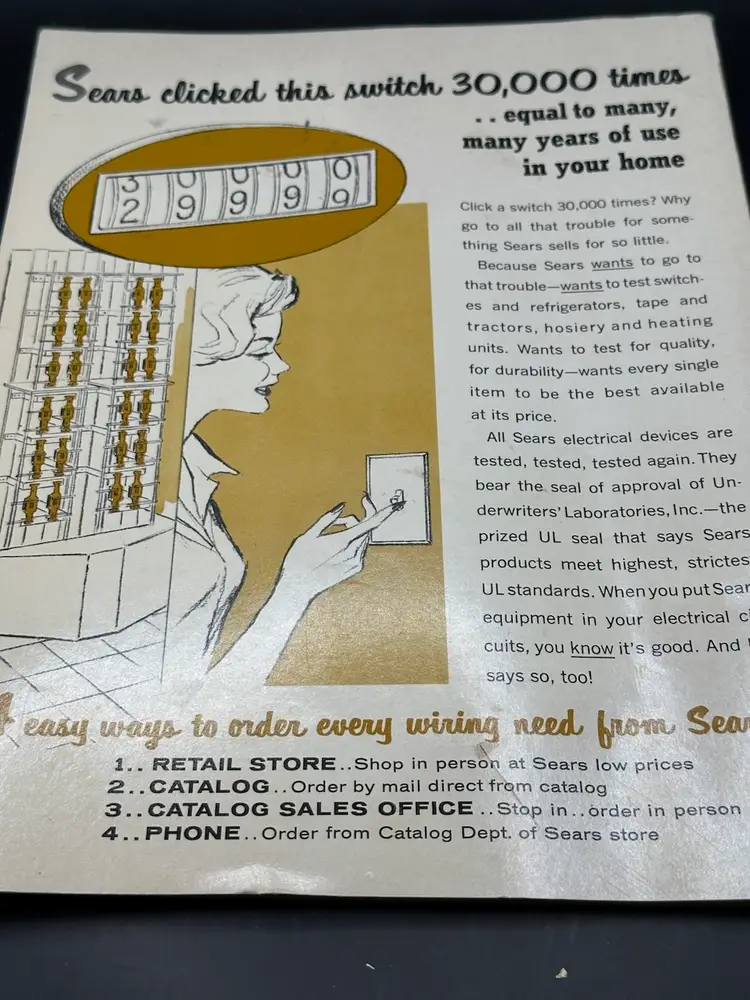 Sears clicked this switch 30,000 times
.. equal to many,
many years of use
in your home
3 0 0 0 0
2 9 9 9 9
Click a switch 30,000 times? Why
go to all that trouble for some-
thing Sears sells for so little.
Because Sears wants to go to
that trouble—wants to test switch-
es and refrigerators, tape and
tractors, hosiery and heating
units. Wants to test for quality,
for durability—wants every single
item to be the best available
at its price.
All Sears electrical devices are
tested, tested, tested again. They
bear the seal of approval of Un-
derwriters' Laboratories, Inc.—the
prized UL seal that says Sears
products meet highest, strictes
UL standards. When you put Sear
equipment in your electrical ci
cuits, you know it's good. And
says so, too!
4 easy ways to order every wiring need from Sear
1.. RETAIL STORE..Shop in person at Sears low prices
2..CATALOG..Order by mail direct from catalog
3..CATALOG SALES OFFICE..Stop in..order in person
4..PHONE..Order from Catalog Dept. of Sears store